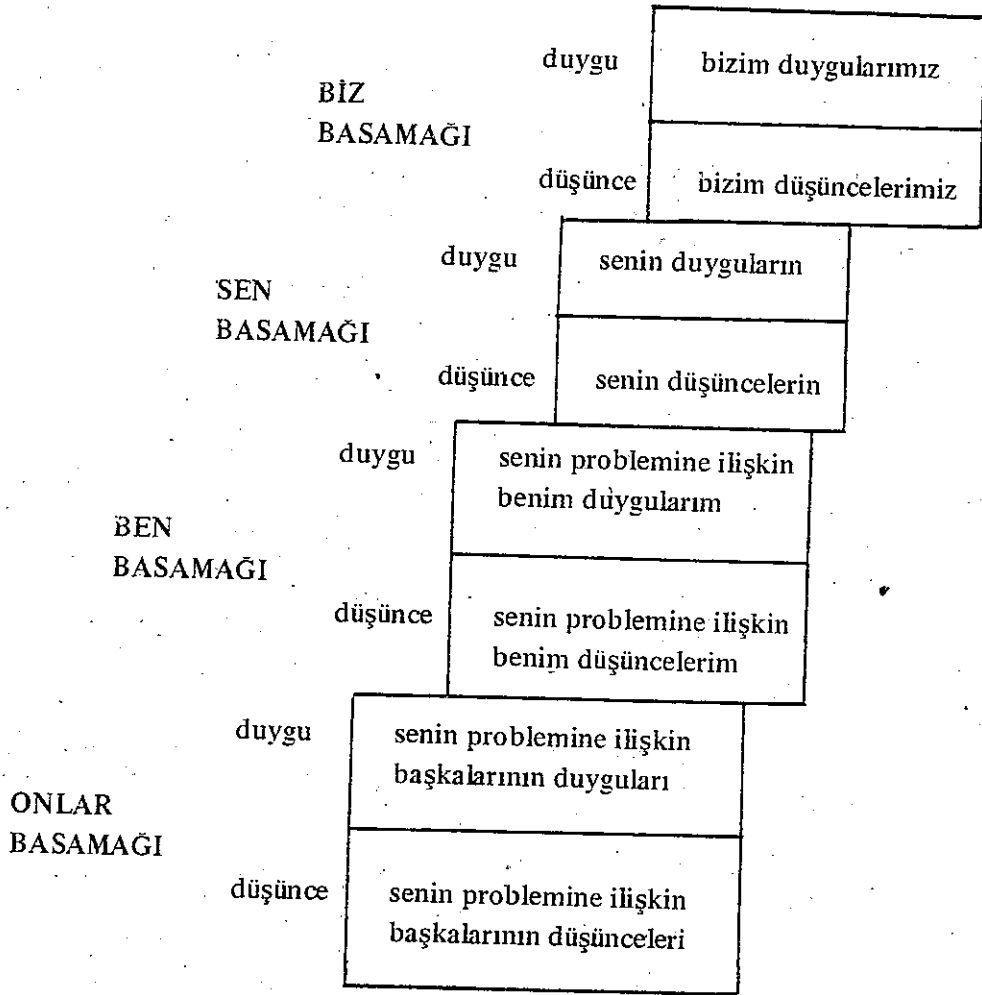 duygu bizim duygularımız
BİZ
BASAMAĞI
düşünce bizim düşüncelerimiz
duygu senin duyguların
SEN
BASAMAĞI
düşünce senin düşüncelerin
duygu senin problemine ilişkin
benim duygularım
BEN
BASAMAĞI
düşünce senin problemine ilişkin
benim düşüncelerim
duygu senin problemine ilişkin
başkalarının duyguları
ONLAR
BASAMAĞI
düşünce senin problemine ilişkin
başkalarının düşünceleri